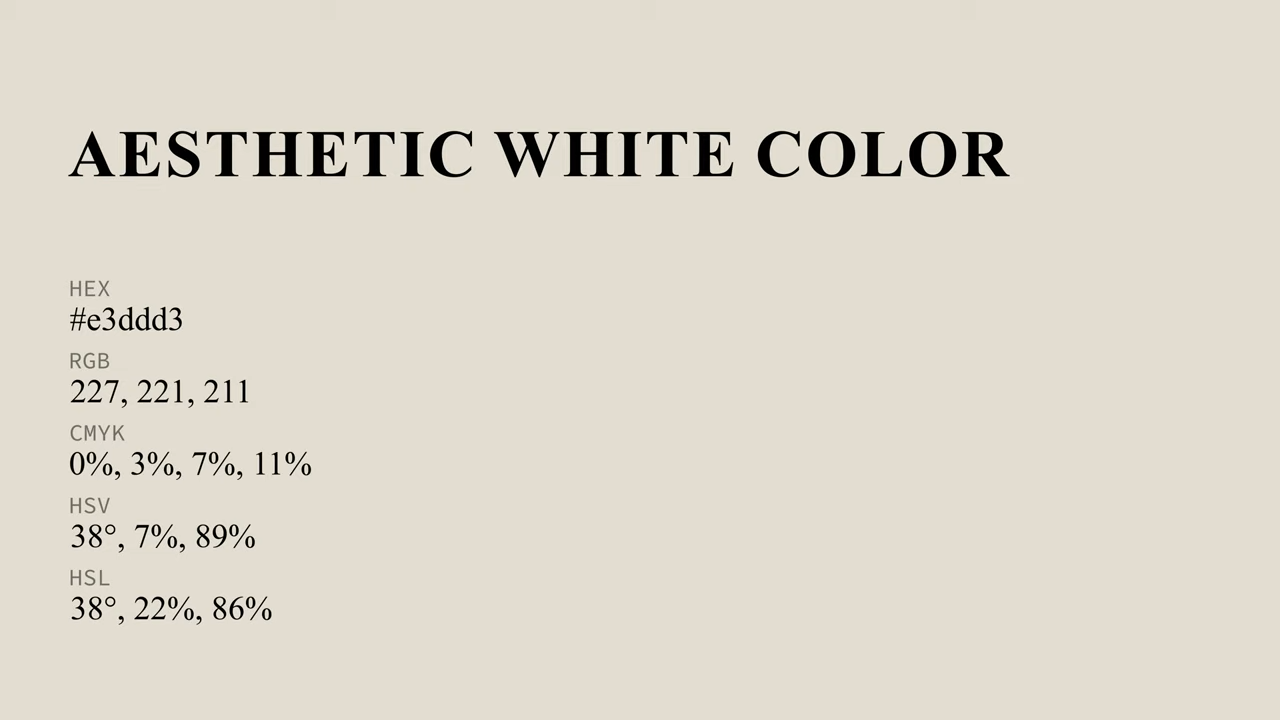 AESTHETIC WHITE COLOR
HEX
#e3ddd3
RGB
227, 221, 211
CMYK
0%, 3%, 7%, 11%
HSV
38°, 7%, 89%
HSL
38°, 22%, 86%